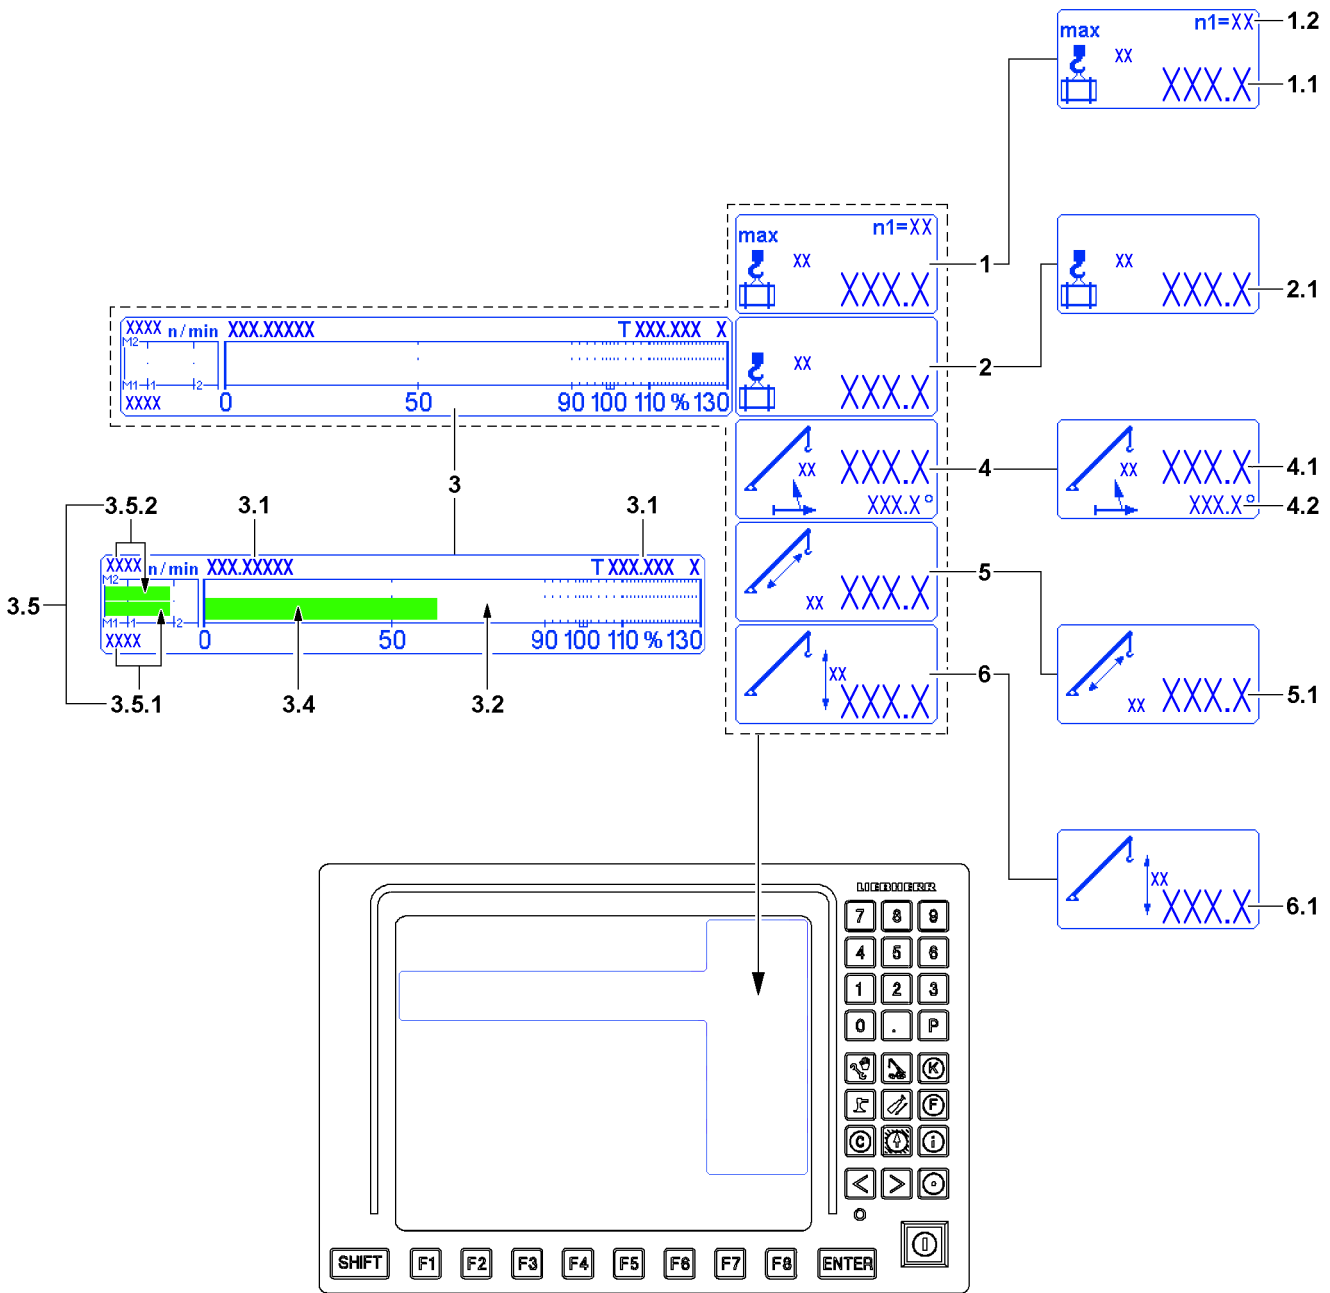 n1=XX 1.2
max
XX
XXX.X 1.1
n1=XX
max
XX 1
XXX.X
XX
XXX.X 2.1
XXXX n/min XXX.XXXXX T XXX.XXX X
M2
M1 1 2
XXXX 0 50 90 100 110 % 130
XX 2
XXX.X
XX XXX.X 4
XXX.X°
XX XXX.X 4.1
XXX.X° 4.2
3
3.5.2 3.1 3.1
XXXX n/min XXX.XXXXX T XXX.XXX X
M2
3.5
M1 1 2
XXXX 0 50 90 100 110 % 130
3.5.1 3.4 3.2
5
XX XXX.X
XX 6
XXX.X
XX XXX.X 5.1
XX
XXX.X 6.1
LIEBHERR
7 8 9
4 5 6
1 2 3
0 . P
K
F
C i
< >
SHIFT F1 F2 F3 F4 F5 F6 F7 F8 ENTER